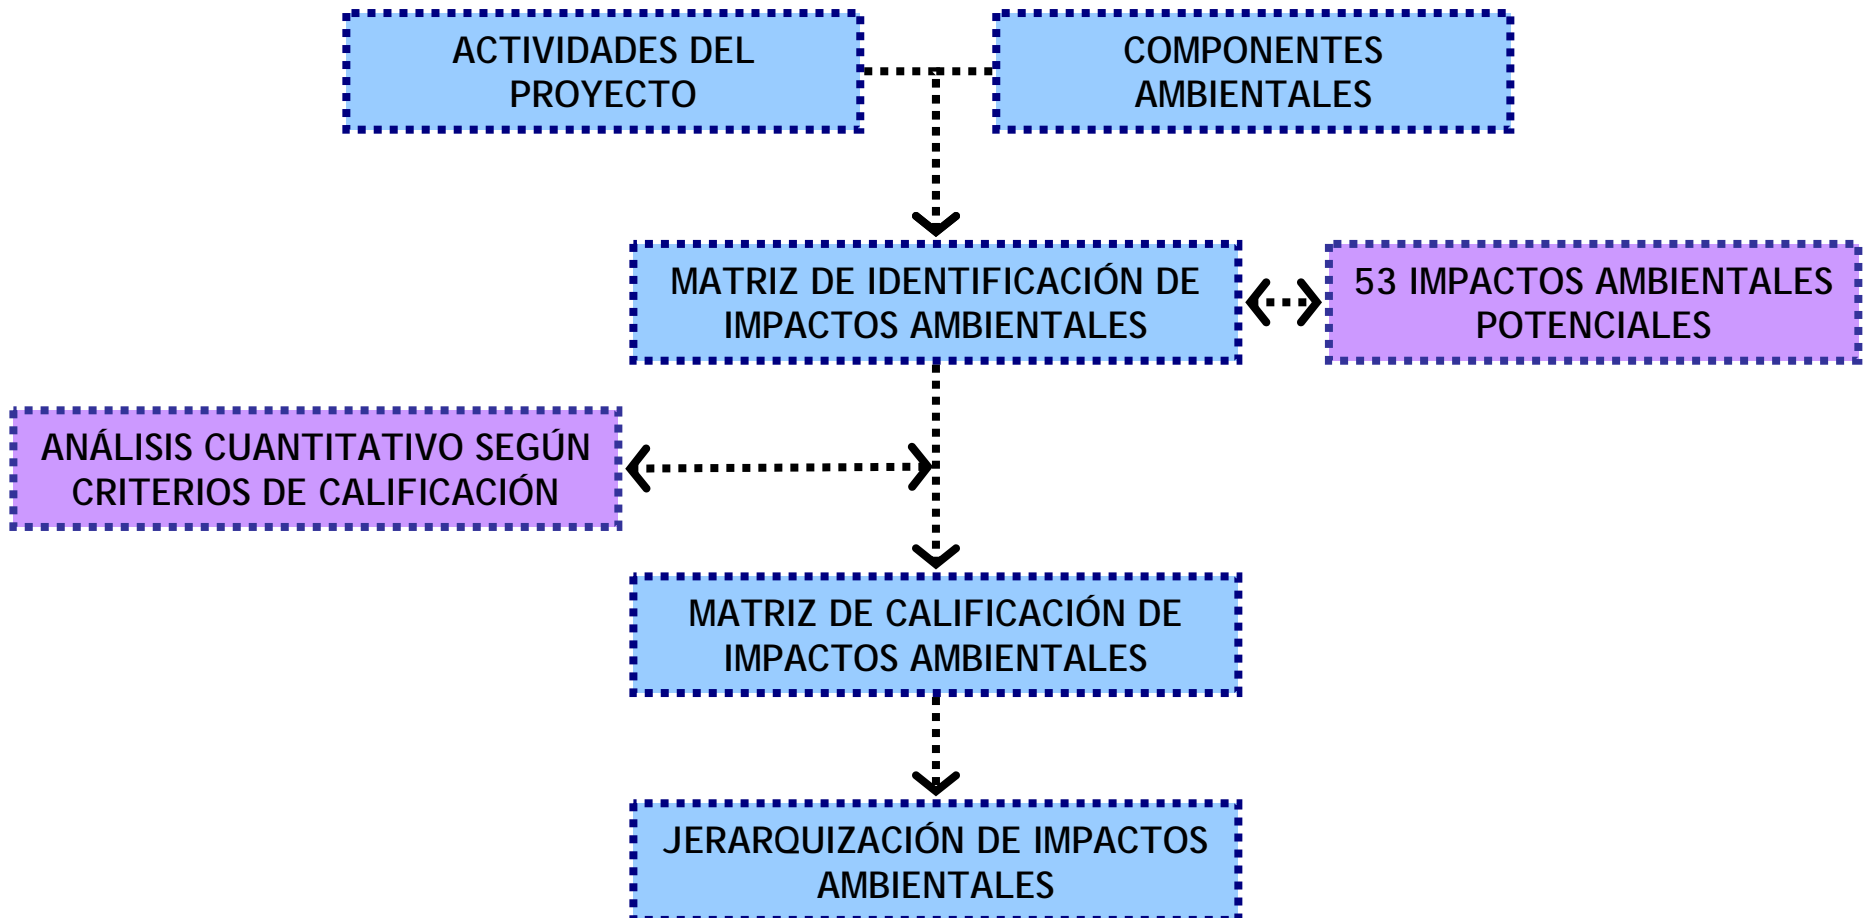 ACTIVIDADES DEL
PROYECTO
COMPONENTES
AMBIENTALES
MATRIZ DE IDENTIFICACIÓN DE
IMPACTOS AMBIENTALES
53 IMPACTOS AMBIENTALES
POTENCIALES
ANÁLISIS CUANTITATIVO SEGÚN
CRITERIOS DE CALIFICACIÓN
MATRIZ DE CALIFICACIÓN DE
IMPACTOS AMBIENTALES
JERARQUIZACIÓN DE IMPACTOS
AMBIENTALES